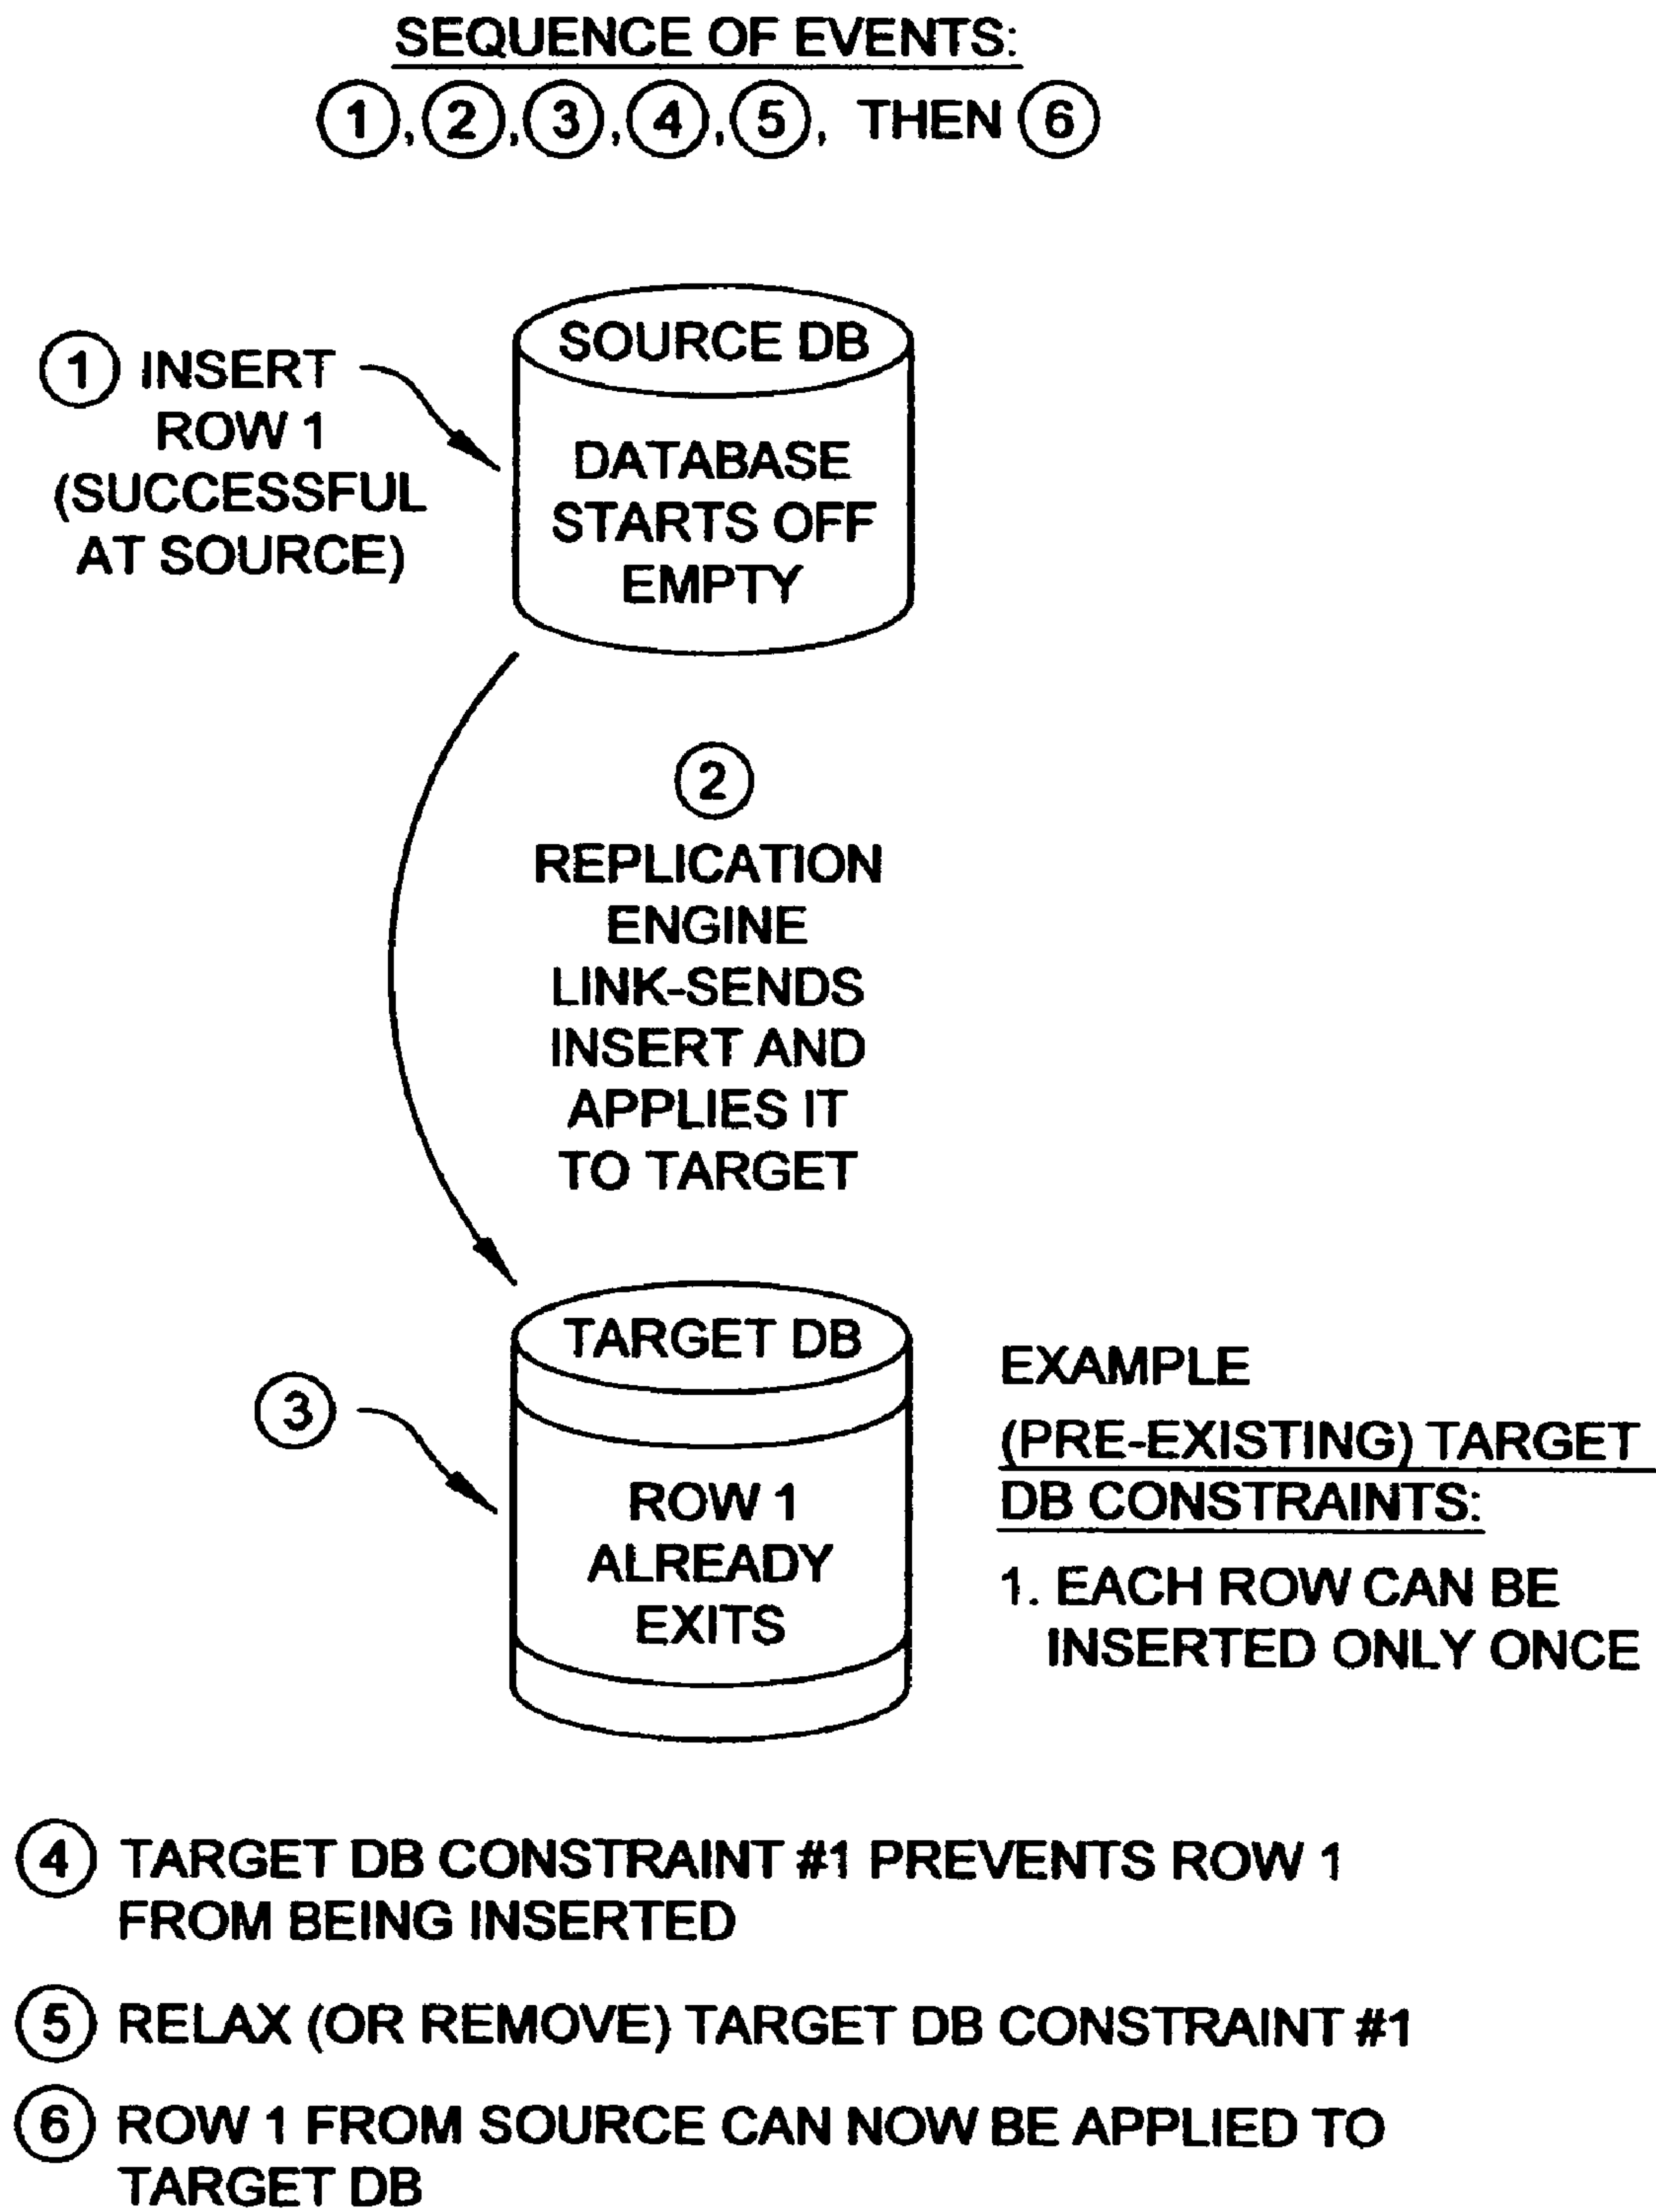 SEQUENCE OF EVENTS:
①,②,③,④,⑤, THEN ⑥
SOURCE DB
DATABASE
STARTS OFF
EMPTY
① INSERT
ROW 1
(SUCCESSFUL
AT SOURCE)
②
REPLICATION
ENGINE
LINK-SENDS
INSERT AND
APPLIES IT
TO TARGET
TARGET DB
③
ROW 1
ALREADY
EXITS
EXAMPLE
(PRE-EXISTING) TARGET
DB CONSTRAINTS:
1. EACH ROW CAN BE
INSERTED ONLY ONCE
④ TARGET DB CONSTRAINT #1 PREVENTS ROW 1
FROM BEING INSERTED
⑤ RELAX (OR REMOVE) TARGET DB CONSTRAINT #1
⑥ ROW 1 FROM SOURCE CAN NOW BE APPLIED TO
TARGET DB